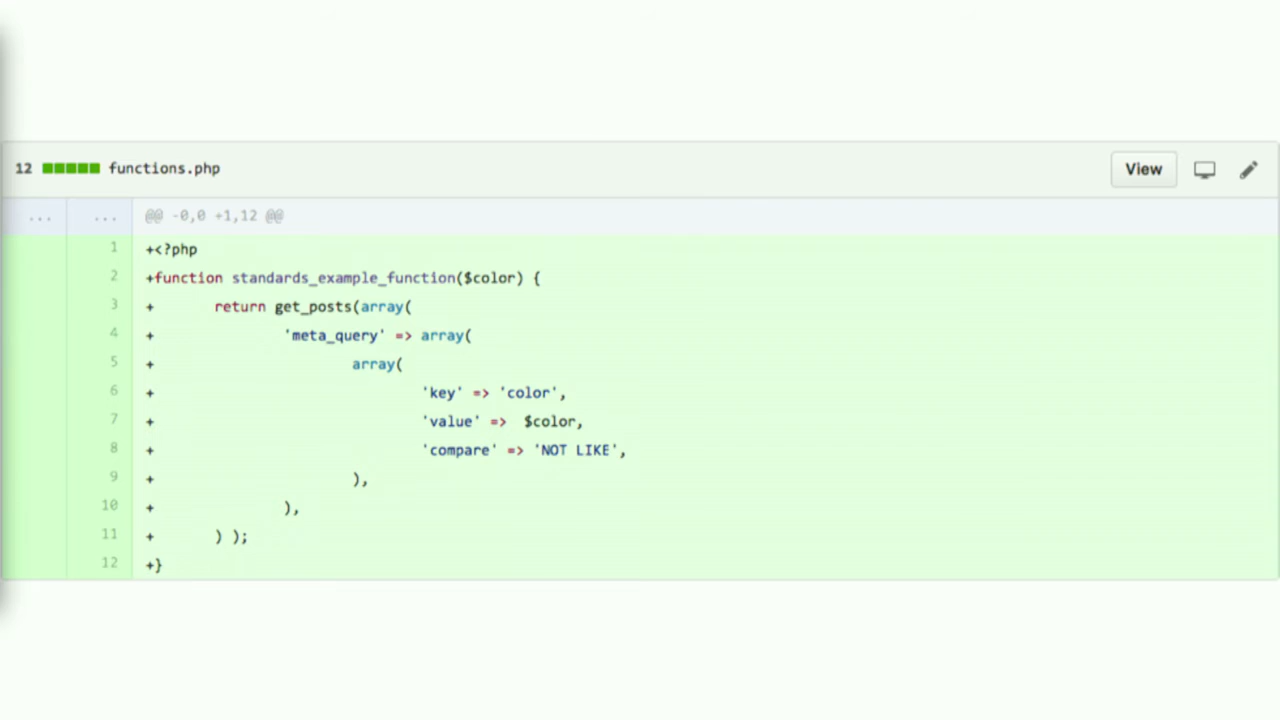 12 functions.php View
... ... @@ -0,0 +1,12 @@
1 +<?php
2 +function standards_example_function($color) {
3 + return get_posts(array(
4 + 'meta_query' => array(
5 + array(
6 + 'key' => 'color',
7 + 'value' =>  $color,
8 + 'compare' => 'NOT LIKE',
9 + ),
10 + ),
11 + ) );
12 +}